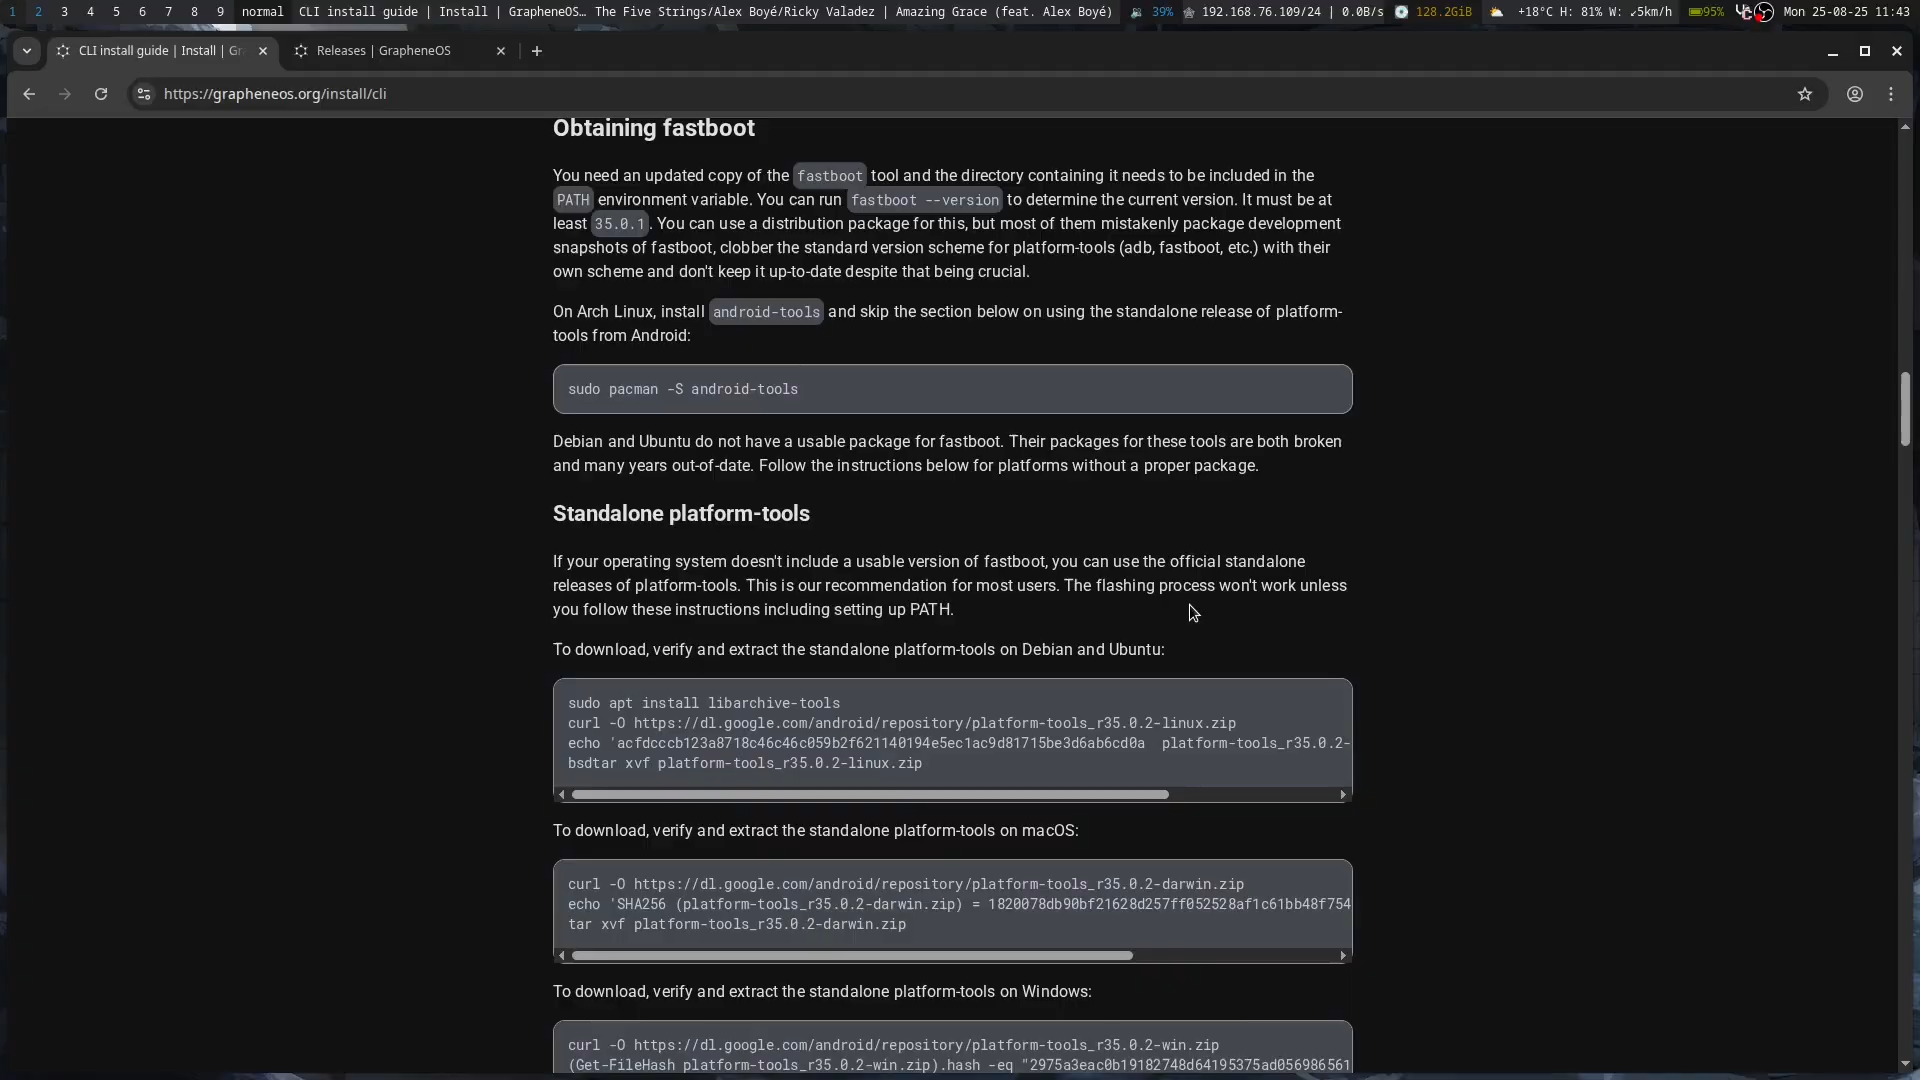 1 2 3 4 5 6 7 8 9 normal CLI install guide | Install | GrapheneOS… The Five Strings/Alex Boyé/Ricky Valadez | Amazing Grace (feat. Alex Boyé) 39% 192.168.76.109/24 | 0.0B/s 128.2GiB +18°C H: 81% W: ↙5km/h 95% Mon 25-08-25 11:43
CLI install guide | Install | Gr
Releases | GrapheneOS
https://grapheneos.org/install/cli
Obtaining fastboot
You need an updated copy of the fastboot tool and the directory containing it needs to be included in the
PATH environment variable. You can run fastboot --version to determine the current version. It must be at
least 35.0.1. You can use a distribution package for this, but most of them mistakenly package development
snapshots of fastboot, clobber the standard version scheme for platform-tools (adb, fastboot, etc.) with their
own scheme and don't keep it up-to-date despite that being crucial.
On Arch Linux, install android-tools and skip the section below on using the standalone release of platform-
tools from Android:
sudo pacman -S android-tools
Debian and Ubuntu do not have a usable package for fastboot. Their packages for these tools are both broken
and many years out-of-date. Follow the instructions below for platforms without a proper package.
Standalone platform-tools
If your operating system doesn't include a usable version of fastboot, you can use the official standalone
releases of platform-tools. This is our recommendation for most users. The flashing process won't work unless
you follow these instructions including setting up PATH.
To download, verify and extract the standalone platform-tools on Debian and Ubuntu:
sudo apt install libarchive-tools
curl -O https://dl.google.com/android/repository/platform-tools_r35.0.2-linux.zip
echo 'acfdcccb123a8718c46c46c059b2f621140194e5ec1ac9d81715be3d6ab6cd0a  platform-tools_r35.0.2-
bsdtar xvf platform-tools_r35.0.2-linux.zip
To download, verify and extract the standalone platform-tools on macOS:
curl -O https://dl.google.com/android/repository/platform-tools_r35.0.2-darwin.zip
echo 'SHA256 (platform-tools_r35.0.2-darwin.zip) = 1820078db90bf21628d257ff052528af1c61bb48f754
tar xvf platform-tools_r35.0.2-darwin.zip
To download, verify and extract the standalone platform-tools on Windows:
curl -O https://dl.google.com/android/repository/platform-tools_r35.0.2-win.zip
(Get-FileHash platform-tools_r35.0.2-win.zip).hash -eq "2975a3eac0b19182748d64195375ad056986561